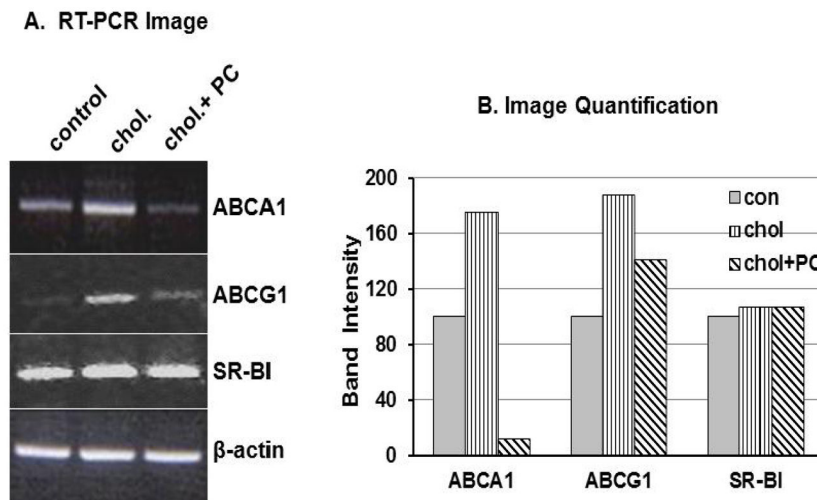 A. RT-PCR Image
control
chol.
chol.+ PC
ABCA1
ABCG1
SR-BI
β-actin
B. Image Quantification
Band Intensity
200
160
120
80
40
0
con
chol
chol+PC
ABCA1 ABCG1 SR-BI